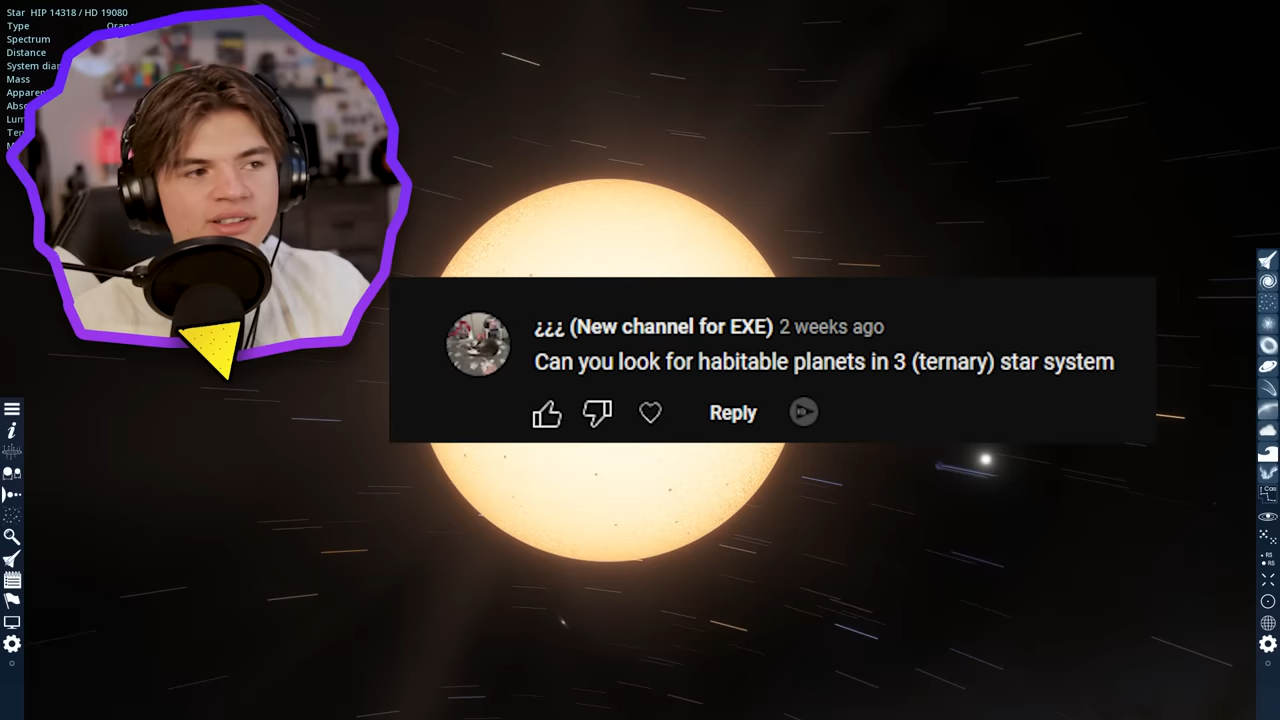 Star HIP 14318 / HD 19080
Type
Spectrum
Distance
System
Mass
¿¿¿ (New channel for EXE) 2 weeks ago
Can you look for habitable planets in 3 (ternary) star system
Reply